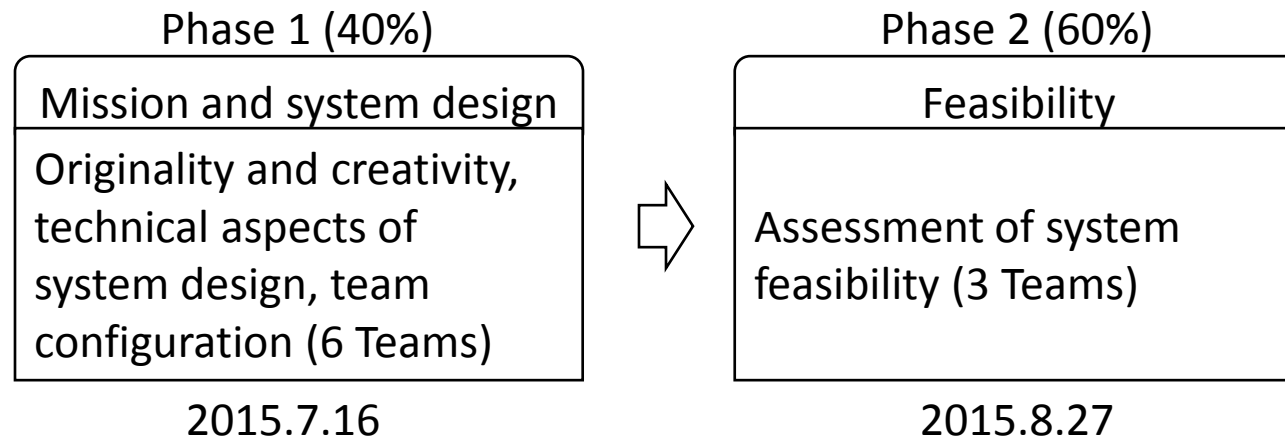 Phase 1 (40%)
Mission and system design
Originality and creativity,
technical aspects of
system design, team
configuration (6 Teams)
2015.7.16
Phase 2 (60%)
Feasibility
Assessment of system
feasibility (3 Teams)
2015.8.27